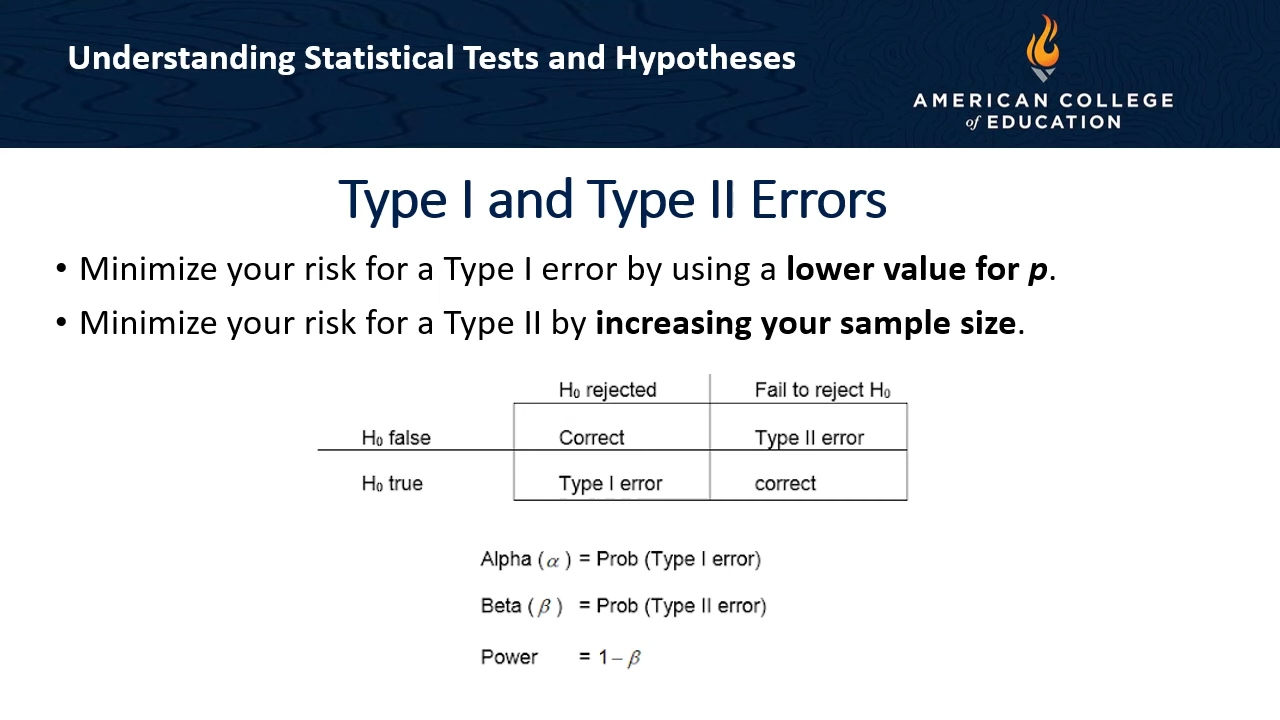 Understanding Statistical Tests and Hypotheses
AMERICAN COLLEGE
of EDUCATION
Type I and Type II Errors
• Minimize your risk for a Type I error by using a lower value for p.
• Minimize your risk for a Type II by increasing your sample size.
H₀ rejected Fail to reject H₀
H₀ false Correct Type II error
H₀ true Type I error correct
Alpha (α) = Prob (Type I error)
Beta (β) = Prob (Type II error)
Power = 1 – β